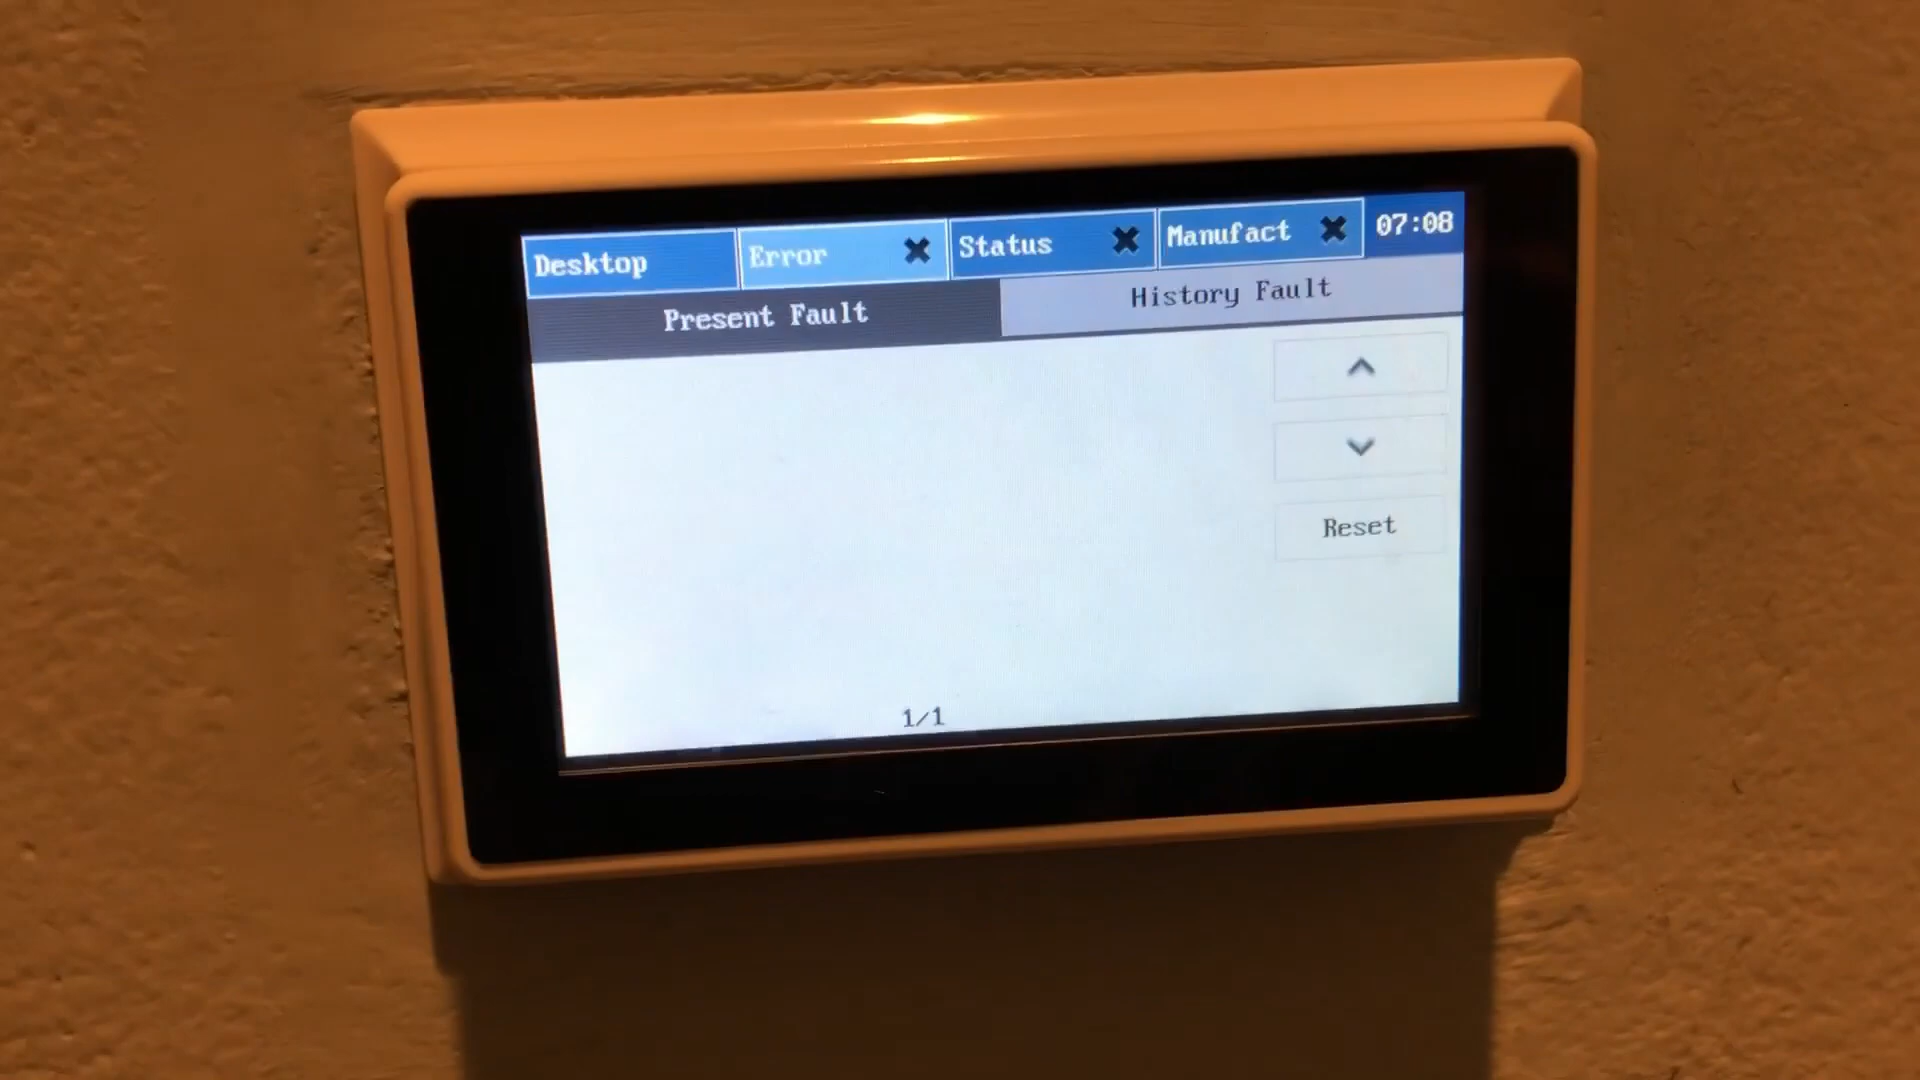 Desktop Error Status Manufact 07:08
Present Fault History Fault
Reset
1/1